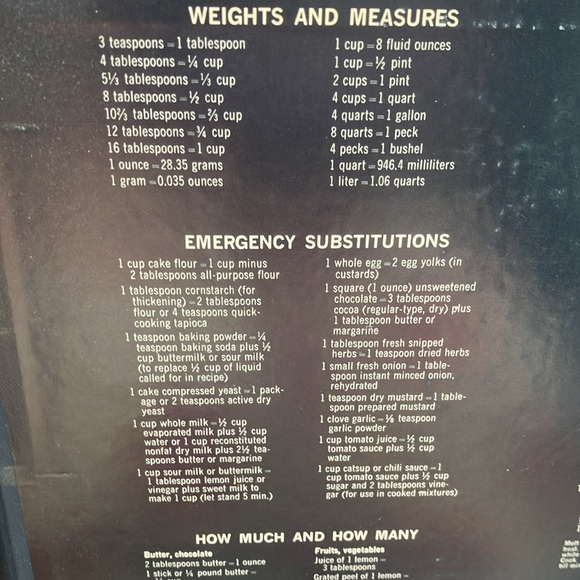 WEIGHTS AND MEASURES
3 teaspoons=1 tablespoon
4 tablespoons=¼ cup
5⅓ tablespoons=⅓ cup
8 tablespoons=½ cup
10⅔ tablespoons=⅔ cup
12 tablespoons=¾ cup
16 tablespoons=1 cup
1 ounce=28.35 grams
1 gram=0.035 ounces
1 cup=8 fluid ounces
1 cup=½ pint
2 cups=1 pint
4 cups=1 quart
4 quarts=1 gallon
8 quarts=1 peck
4 pecks=1 bushel
1 quart=946.4 milliliters
1 liter=1.06 quarts
EMERGENCY SUBSTITUTIONS
1 cup cake flour=1 cup minus
2 tablespoons all-purpose flour
1 tablespoon cornstarch (for
thickening)=2 tablespoons
flour or 4 teaspoons quick-
cooking tapioca
1 teaspoon baking powder=¼
teaspoon baking soda plus ½
cup buttermilk or sour milk
(to replace ½ cup of liquid
called for in recipe)
1 cake compressed yeast=1 pack-
age or 2 teaspoons active dry
yeast
1 cup whole milk=½ cup
evaporated milk plus ½ cup
water or 1 cup reconstituted
nonfat dry milk plus 2½ tea-
spoons butter or margarine
1 cup sour milk or buttermilk=
1 tablespoon lemon juice or
vinegar plus sweet milk to
make 1 cup (let stand 5 min.)
1 whole egg=2 egg yolks (in
custards)
1 square (1 ounce) unsweetened
chocolate=3 tablespoons
cocoa (regular-type, dry) plus
1 tablespoon butter or
margarine
1 tablespoon fresh snipped
herbs=1 teaspoon dried herbs
1 small fresh onion=1 table-
spoon instant minced onion,
rehydrated
1 teaspoon dry mustard=1 table-
spoon prepared mustard
1 clove garlic=⅛ teaspoon
garlic powder
1 cup tomato juice=½ cup
tomato sauce plus ½ cup
water
1 cup catsup or chili sauce=1
cup tomato sauce plus ½ cup
sugar and 2 tablespoons vine-
gar (for use in cooked mixtures)
HOW MUCH AND HOW MANY
Butter, chocolate
2 tablespoons butter=1 ounce
1 stick or ¼ pound butter=
Fruits, vegetables
Juice of 1 lemon=
3 tablespoons
Grated peel of 1 lemon=